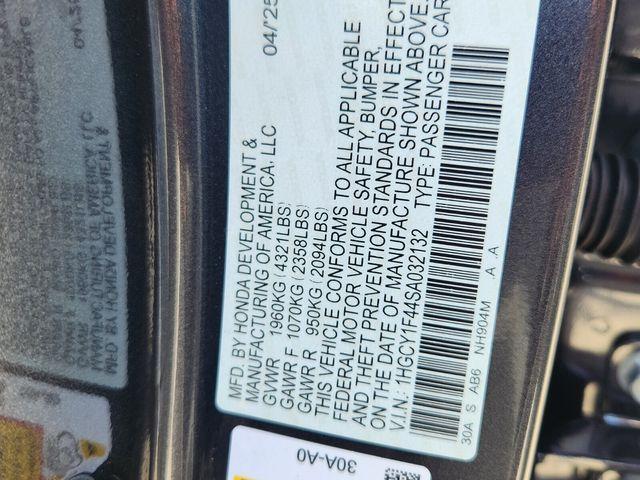 04/25
MFD. BY HONDA DEVELOPMENT &
MANUFACTURING OF AMERICA, LLC
GVWR 1960KG(4321LBS)
GAWR F 1070KG(2358LBS)
GAWR R 950KG(2094LBS)
THIS VEHICLE CONFORMS TO ALL APPLICABLE
FEDERAL MOTOR VEHICLE SAFETY, BUMPER,
AND THEFT PREVENTION STANDARDS IN EFFECT
ON THE DATE OF MANUFACTURE SHOWN ABOVE.
V.I.N.: 1HGCY1F44SA032132 TYPE: PASSENGER CAR
30A S AB6 NH904M .A .A
30A-A0